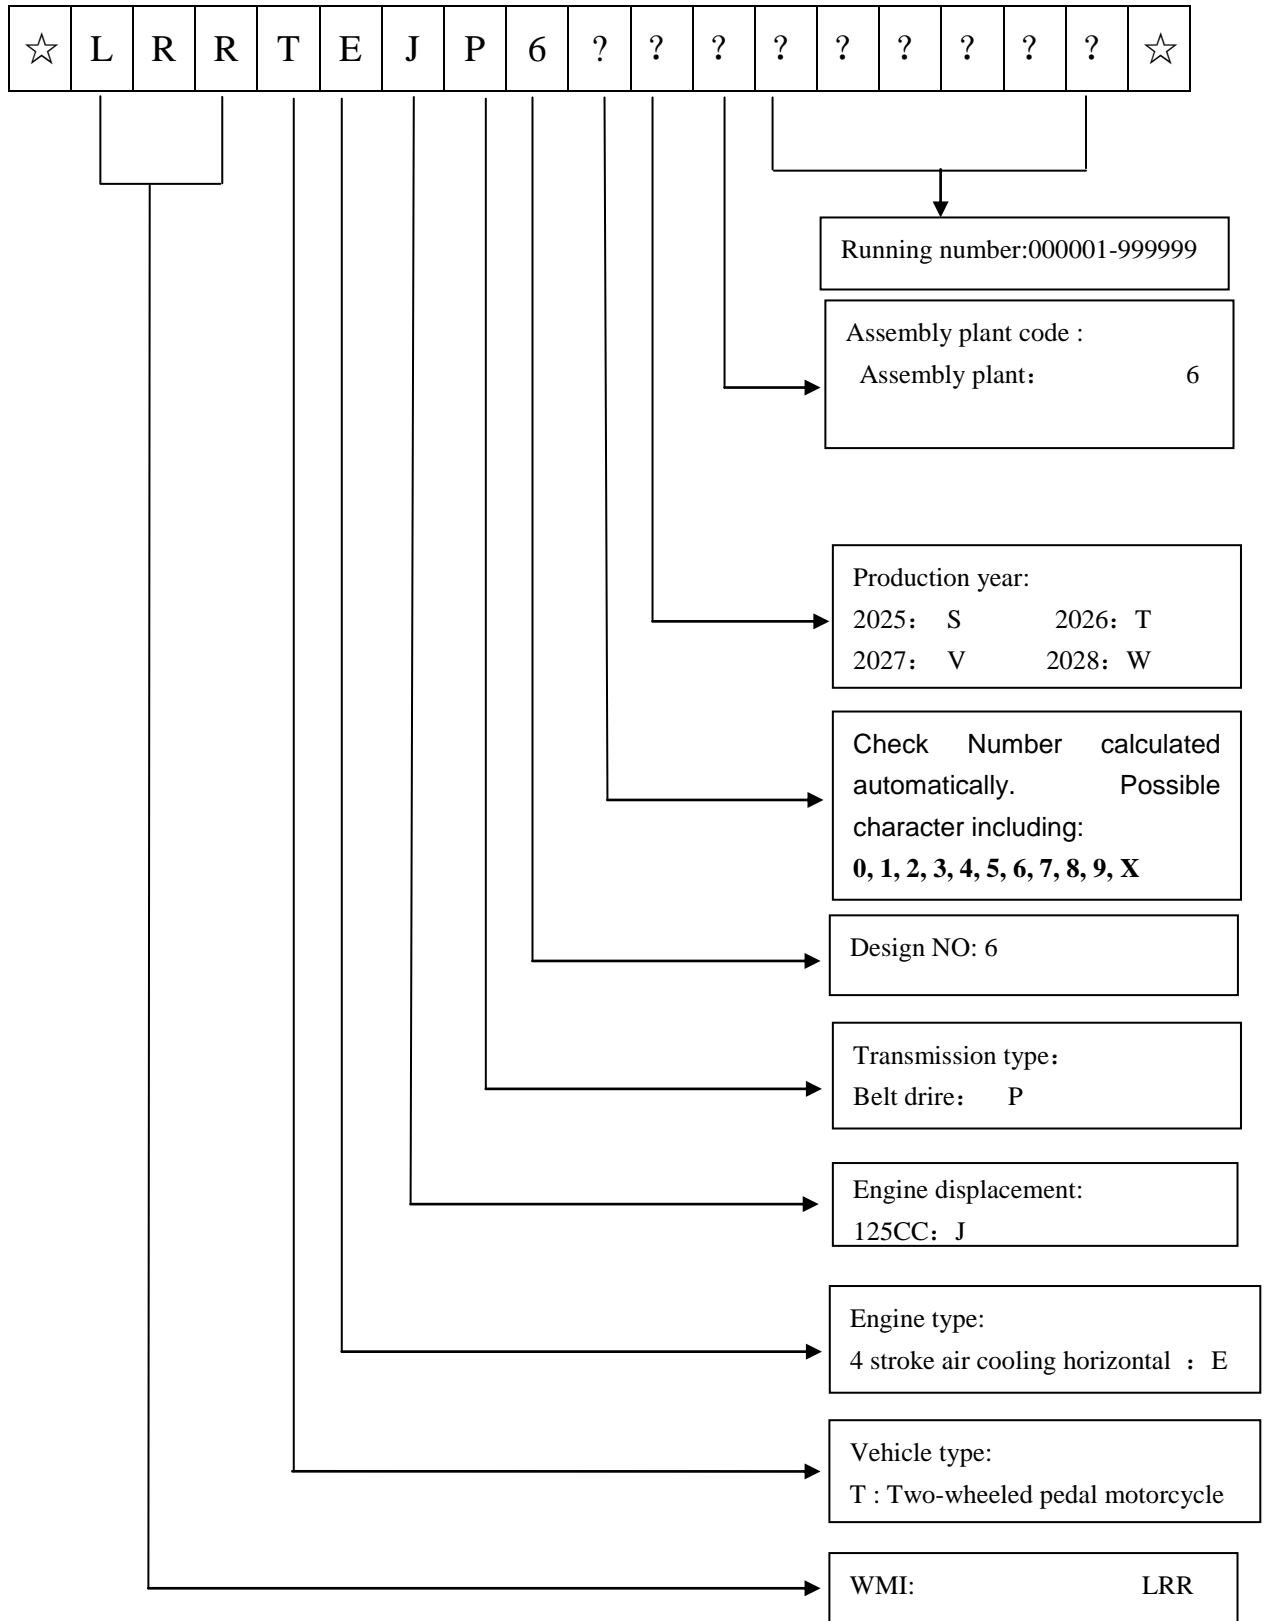 ☆ L R R T E J P 6 ? ? ? ? ? ? ? ? ? ☆
Running number:000001-999999
Assembly plant code :
Assembly plant： 6
Production year:
2025： S 2026：T
2027： V 2028：W
Check Number calculated
automatically. Possible
character including:
0, 1, 2, 3, 4, 5, 6, 7, 8, 9, X
Design NO: 6
Transmission type：
Belt drire： P
Engine displacement:
125CC：J
Engine type:
4 stroke air cooling horizontal ：E
Vehicle type:
T : Two-wheeled pedal motorcycle
WMI: LRR